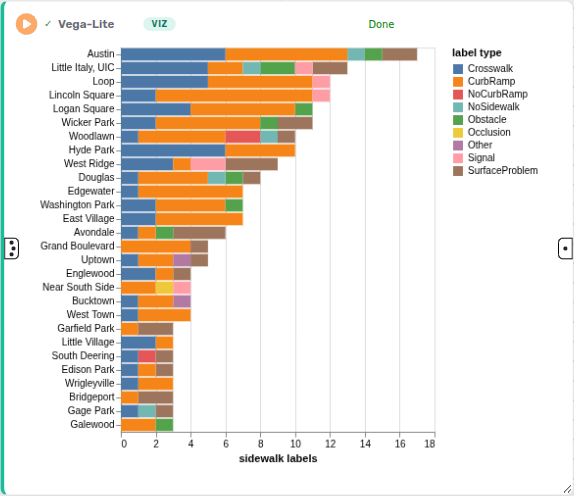 ✓ Vega-Lite VIZ Done
Austin
Little Italy, UIC
Loop
Lincoln Square
Logan Square
Wicker Park
Woodlawn
Hyde Park
West Ridge
Douglas
Edgewater
Washington Park
East Village
Avondale
Grand Boulevard
Uptown
Englewood
Near South Side
Bucktown
West Town
Garfield Park
Little Village
South Deering
Edison Park
Wrigleyville
Bridgeport
Gage Park
Galewood
0 2 4 6 8 10 12 14 16 18
sidewalk labels
label type
Crosswalk
CurbRamp
NoCurbRamp
NoSidewalk
Obstacle
Occlusion
Other
Signal
SurfaceProblem